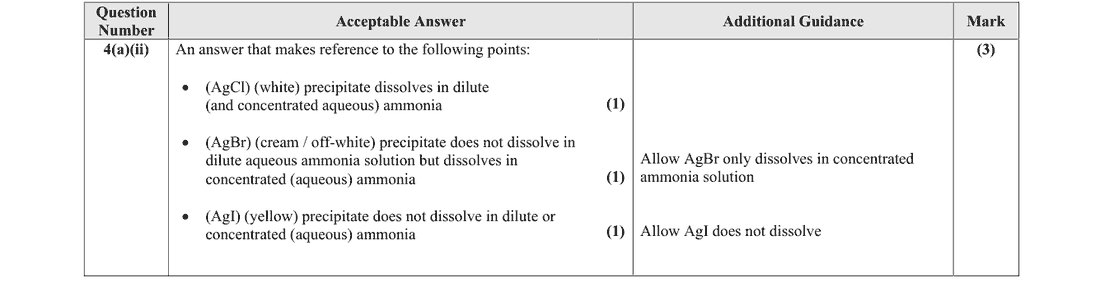 Question Number
Acceptable Answer
Additional Guidance
Mark
4(a)(ii)
An answer that makes reference to the following points:
(3)
• (AgCl) (white) precipitate dissolves in dilute
(and concentrated aqueous) ammonia
(1)
• (AgBr) (cream / off-white) precipitate does not dissolve in
dilute aqueous ammonia solution but dissolves in
concentrated (aqueous) ammonia
(1)
Allow AgBr only dissolves in concentrated
ammonia solution
• (AgI) (yellow) precipitate does not dissolve in dilute or
concentrated (aqueous) ammonia
(1)
Allow AgI does not dissolve